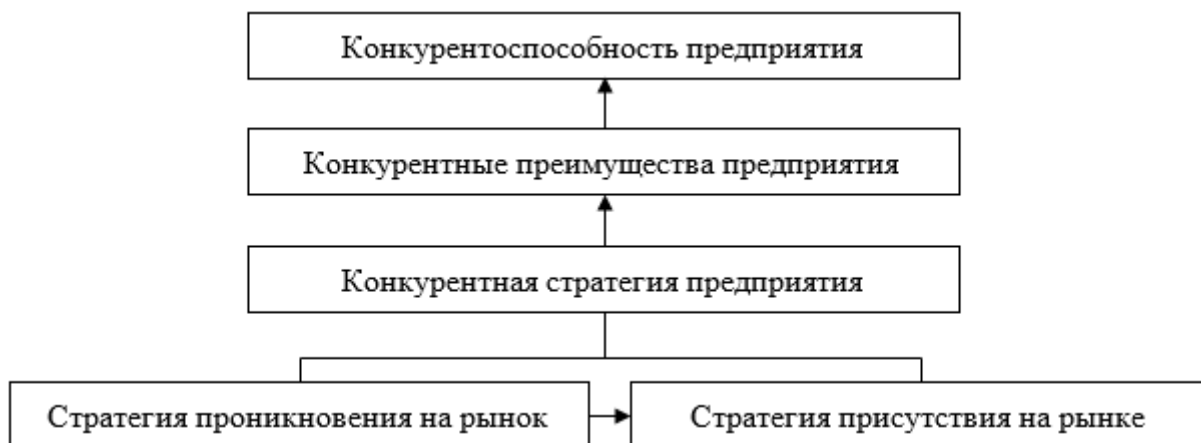 Конкурентоспособность предприятия
Конкурентные преимущества предприятия
Конкурентная стратегия предприятия
Стратегия проникновения на рынок
Стратегия присутствия на рынке